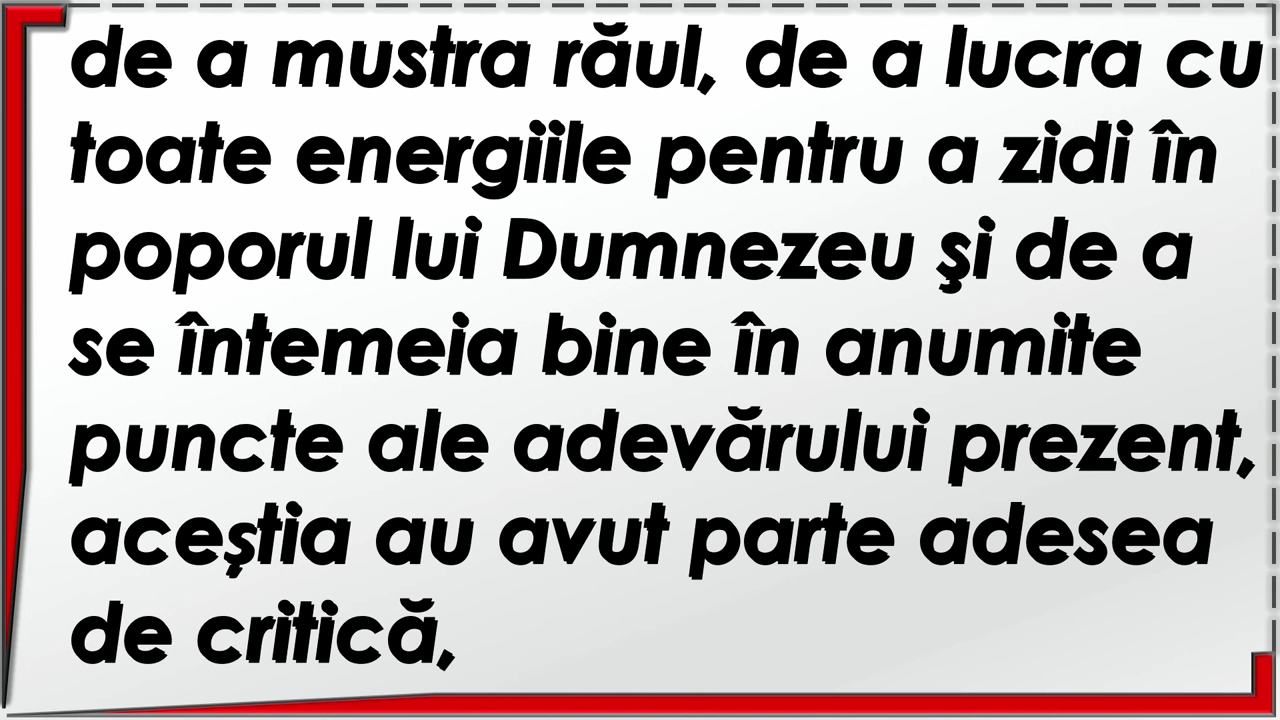 de a mustra răul, de a lucra cu
toate energiile pentru a zidi în
poporul lui Dumnezeu şi de a
se întemeia bine în anumite
puncte ale adevărului prezent,
aceștia au avut parte adesea
de critică,